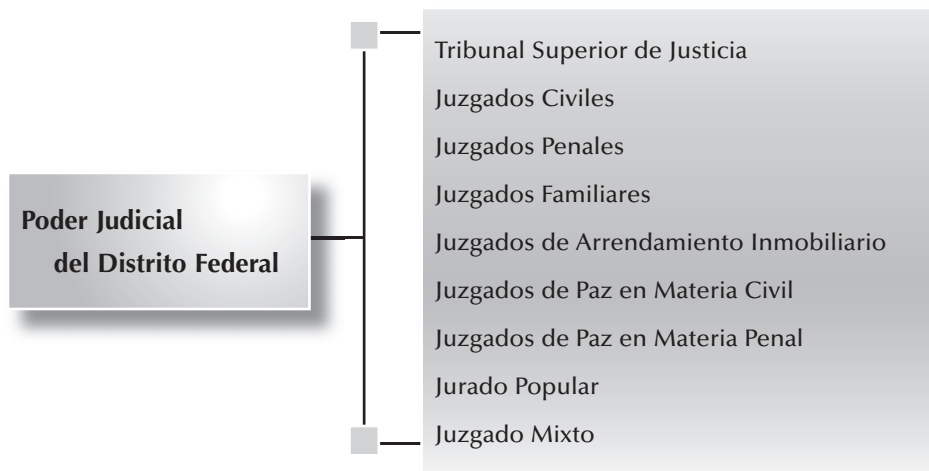 Poder Judicial
del Distrito Federal
Tribunal Superior de Justicia
Juzgados Civiles
Juzgados Penales
Juzgados Familiares
Juzgados de Arrendamiento Inmobiliario
Juzgados de Paz en Materia Civil
Juzgados de Paz en Materia Penal
Jurado Popular
Juzgado Mixto